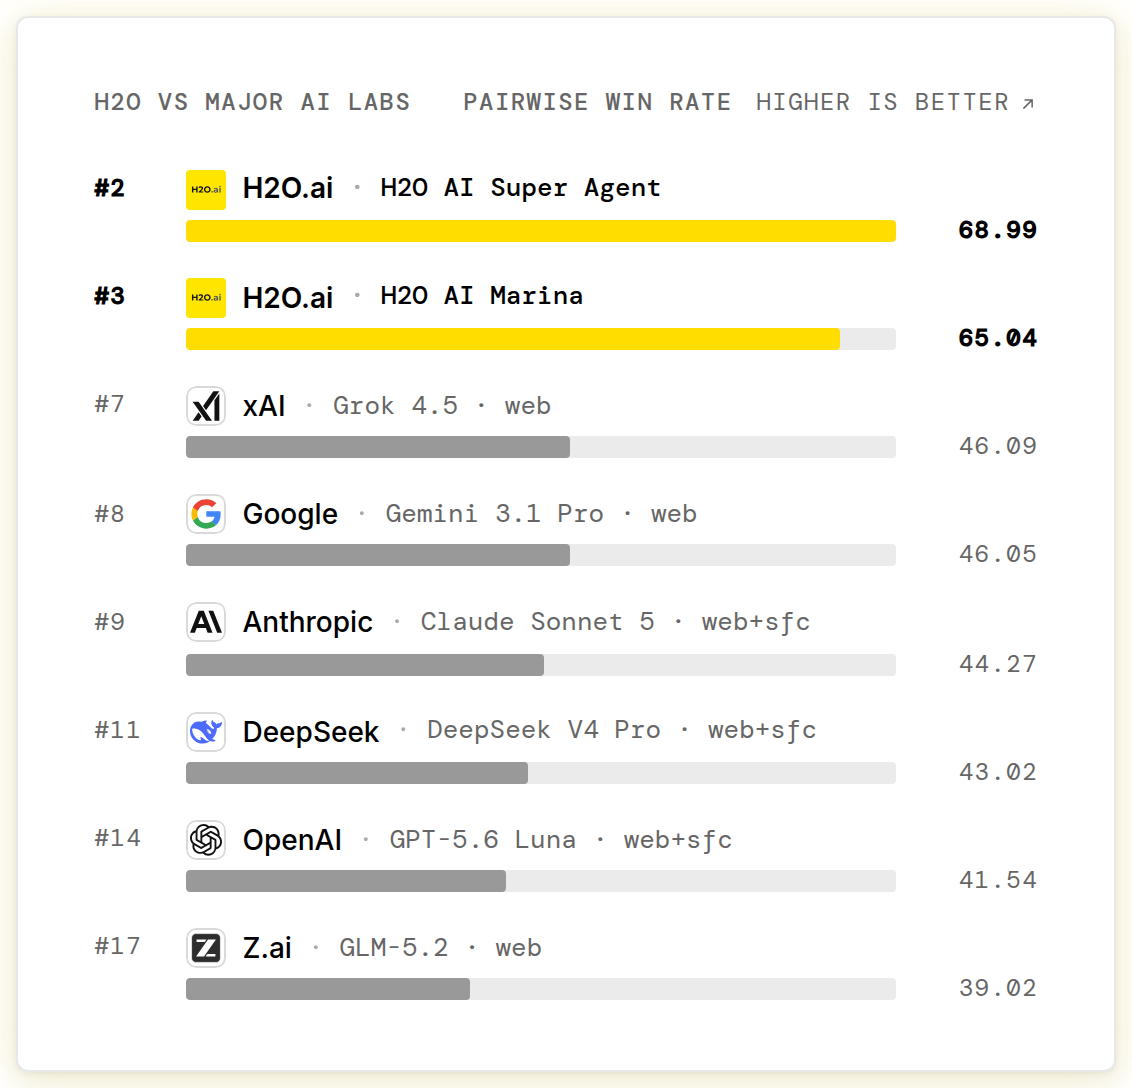 H2O VS MAJOR AI LABS PAIRWISE WIN RATE HIGHER IS BETTER ↗
#2 H2O.ai H2O.ai · H2O AI Super Agent
68.99
#3 H2O.ai H2O.ai · H2O AI Marina
65.04
#7 xAI · Grok 4.5 · web
46.09
#8 Google · Gemini 3.1 Pro · web
46.05
#9 Anthropic · Claude Sonnet 5 · web+sfc
44.27
#11 DeepSeek · DeepSeek V4 Pro · web+sfc
43.02
#14 OpenAI · GPT-5.6 Luna · web+sfc
41.54
#17 Z.ai · GLM-5.2 · web
39.02